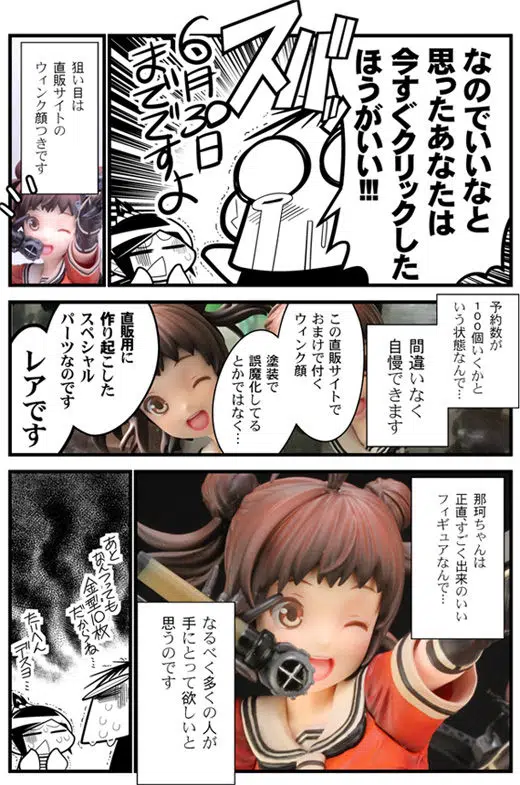 なのでいいなと
思ったあなたは
今すぐクリックした
ほうがいい!!!
ズバッ
6月30日
までですよ
狙い目は
直販サイトの
ウィンク顔つきです
予約数が
100個いくかと
いう状態なんで…
間違いなく
自慢できます
この直販サイトで
おまけで付く
ウィンク顔
塗装で
誤魔化してる
とかではなく…
直販用に
作り起こした
スペシャル
パーツなのです
レアです
那珂ちゃんは
正直、すごく出来のいい
フィギュアなんで…
なるべく多くの人が
手にとって欲しいと
思うのです
あと
なんつっても
金型10枚
だからね…
たいへん
デスヨ…